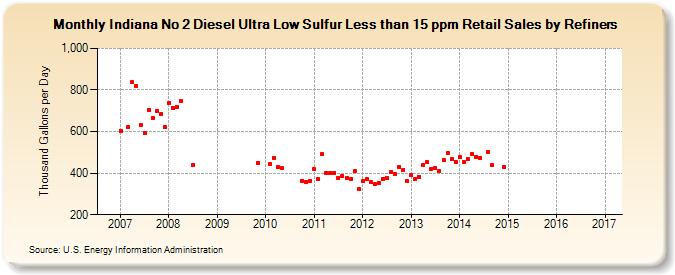 Monthly Indiana No 2 Diesel Ultra Low Sulfur Less than 15 ppm Retail Sales by Refiners
Thousand Gallons per Day
1,000
800
600
400
200
2007 2008 2009 2010 2011 2012 2013 2014 2015 2016 2017
Source: U.S. Energy Information Administration